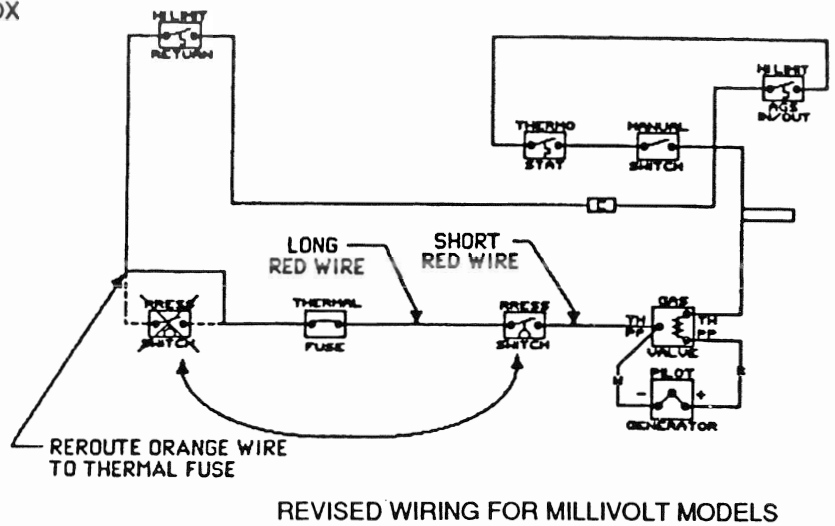 OX
HI LIMIT
RETURN
HI LIMIT
AGS
IN/OUT
THERMO
STAT
MANUAL
SWITCH
C
LONG
RED WIRE
SHORT
RED WIRE
PRESS
SWITCH
THERMAL
FUSE
PRESS
SWITCH
GAS
VALVE
TH
PP
TH
PP
W
R
PILOT
- +
GENERATOR
REROUTE ORANGE WIRE
TO THERMAL FUSE
REVISED WIRING FOR MILLIVOLT MODELS